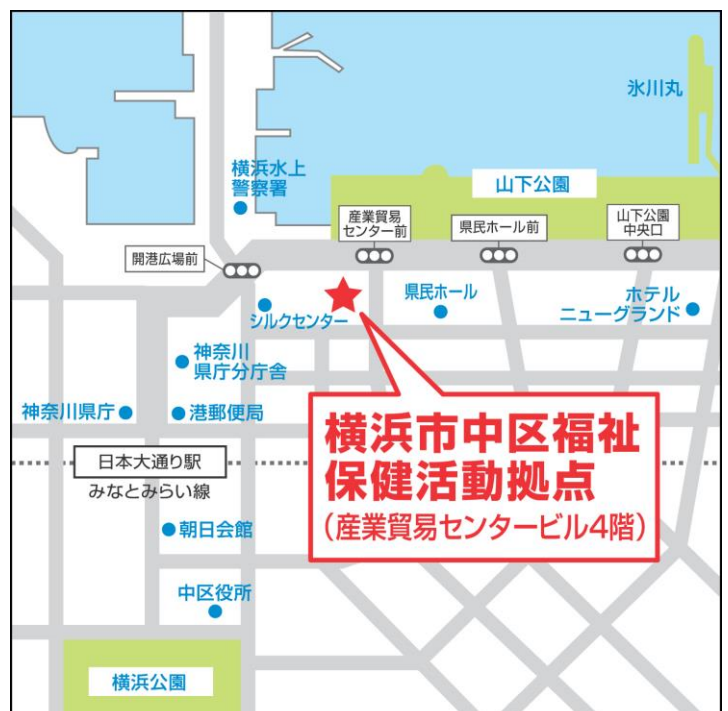 氷川丸
横浜水上
警察署
山下公園
産業貿易
センター前
県民ホール前
山下公園
中央口
開港広場前
シルクセンター
県民ホール
ホテル
ニューグランド
神奈川
県庁分庁舎
神奈川県庁
港郵便局
横浜市中区福祉
保健活動拠点
(産業貿易センタービル4階)
日本大通り駅
みなとみらい線
朝日会館
中区役所
横浜公園